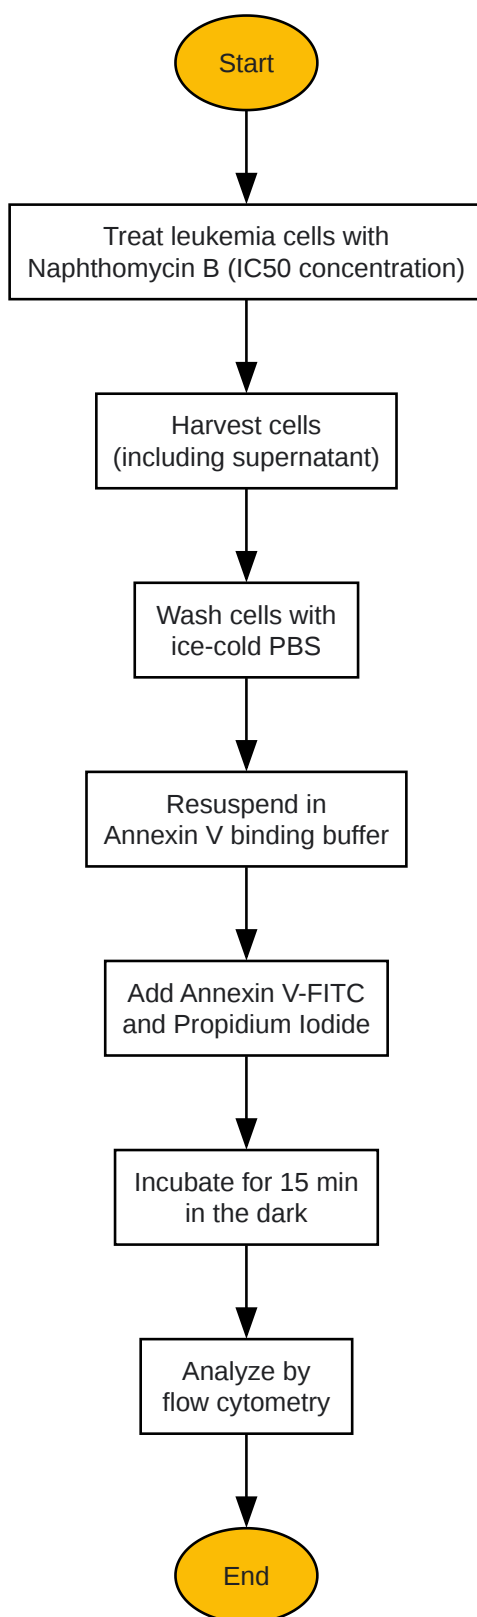 Start
Treat leukemia cells with
Naphthomycin B (IC50 concentration)
Harvest cells
(including supernatant)
Wash cells with
ice-cold PBS
Resuspend in
Annexin V binding buffer
Add Annexin V-FITC
and Propidium Iodide
Incubate for 15 min
in the dark
Analyze by
flow cytometry
End